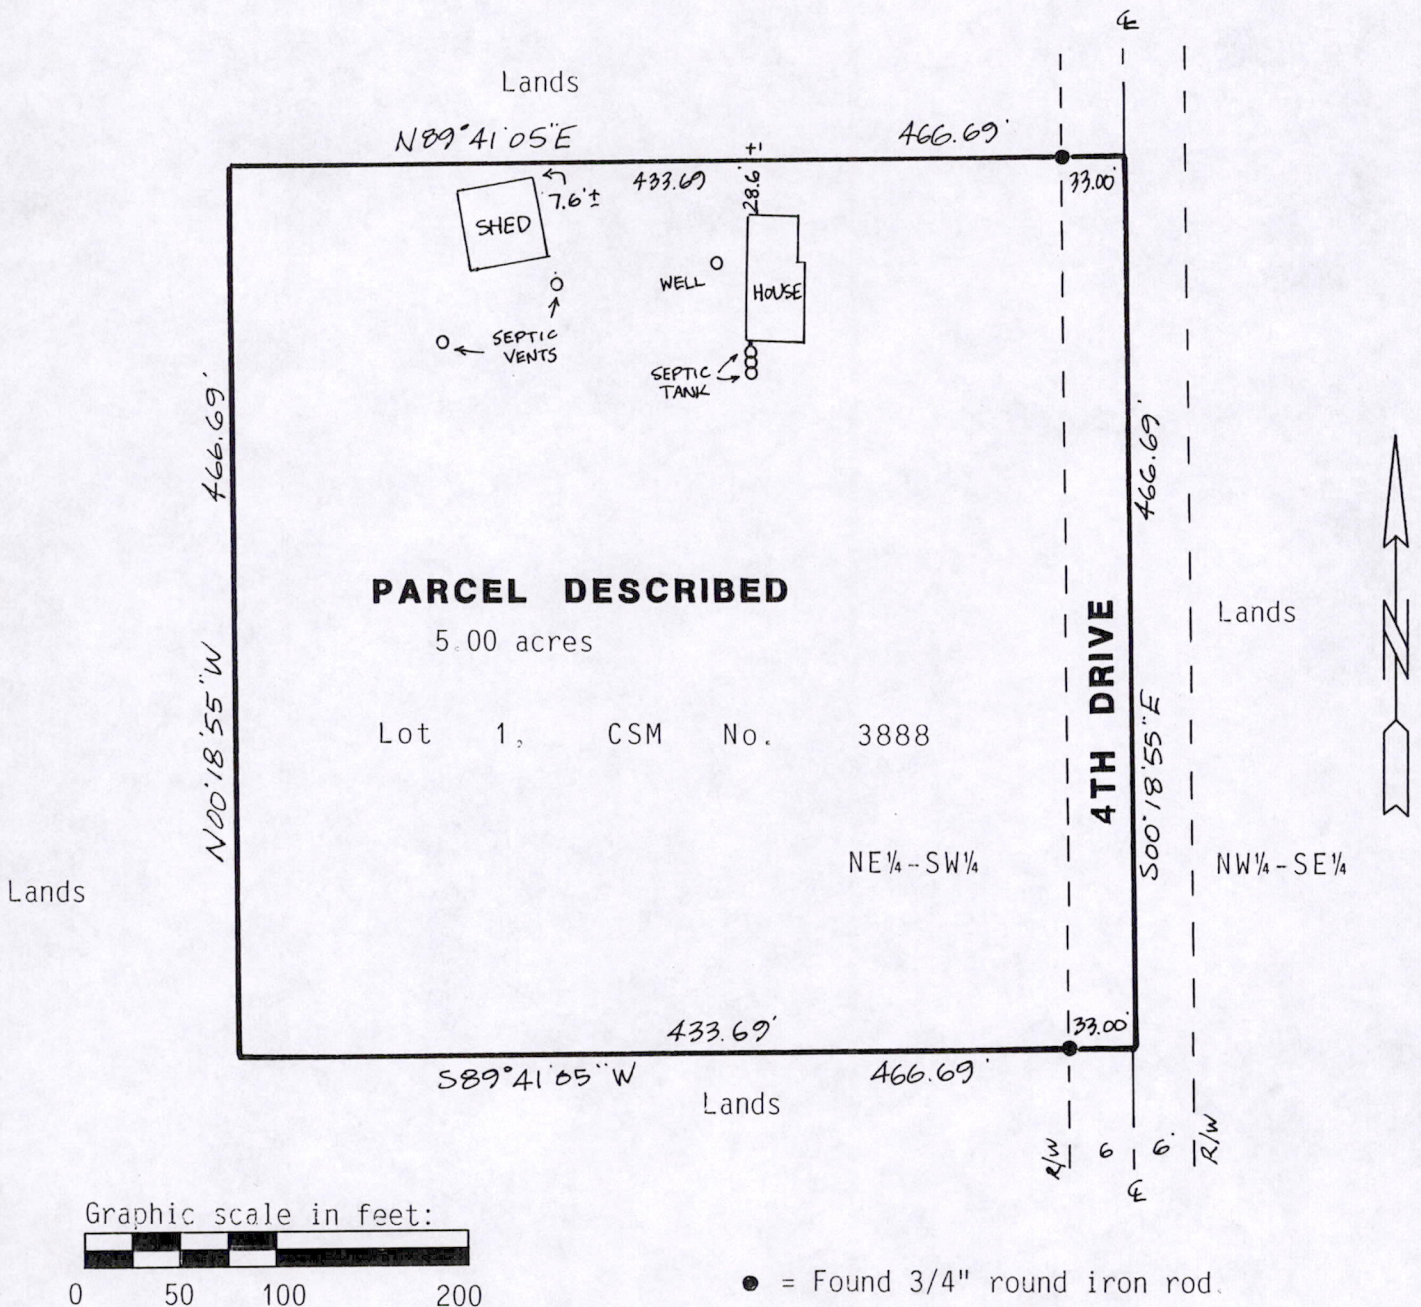 ℄
Lands
N89°41'05"E
466.69'
433.69
28.6'+-
33.00'
7.6'±
SHED
WELL
HOUSE
SEPTIC
VENTS
SEPTIC
TANK
466.69'
466.69'
PARCEL DESCRIBED
5.00 acres
Lands
4TH DRIVE
Lot 1, CSM No. 3888
N00°18'55"W
S00°18'55"E
NE¼-SW¼
NW¼-SE¼
N
Lands
433.69'
33.00'
S89°41'05"W
466.69'
Lands
R/W
6
6'
R/W
℄
Graphic scale in feet:
0 50 100 200
● = Found 3/4" round iron rod.